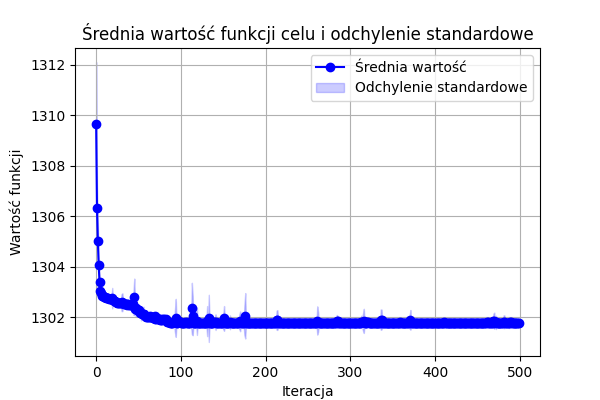 Średnia wartość funkcji celu i odchylenie standardowe
Średnia wartość
Odchylenie standardowe
Wartość funkcji
1312
1310
1308
1306
1304
1302
0 100 200 300 400 500
Iteracja